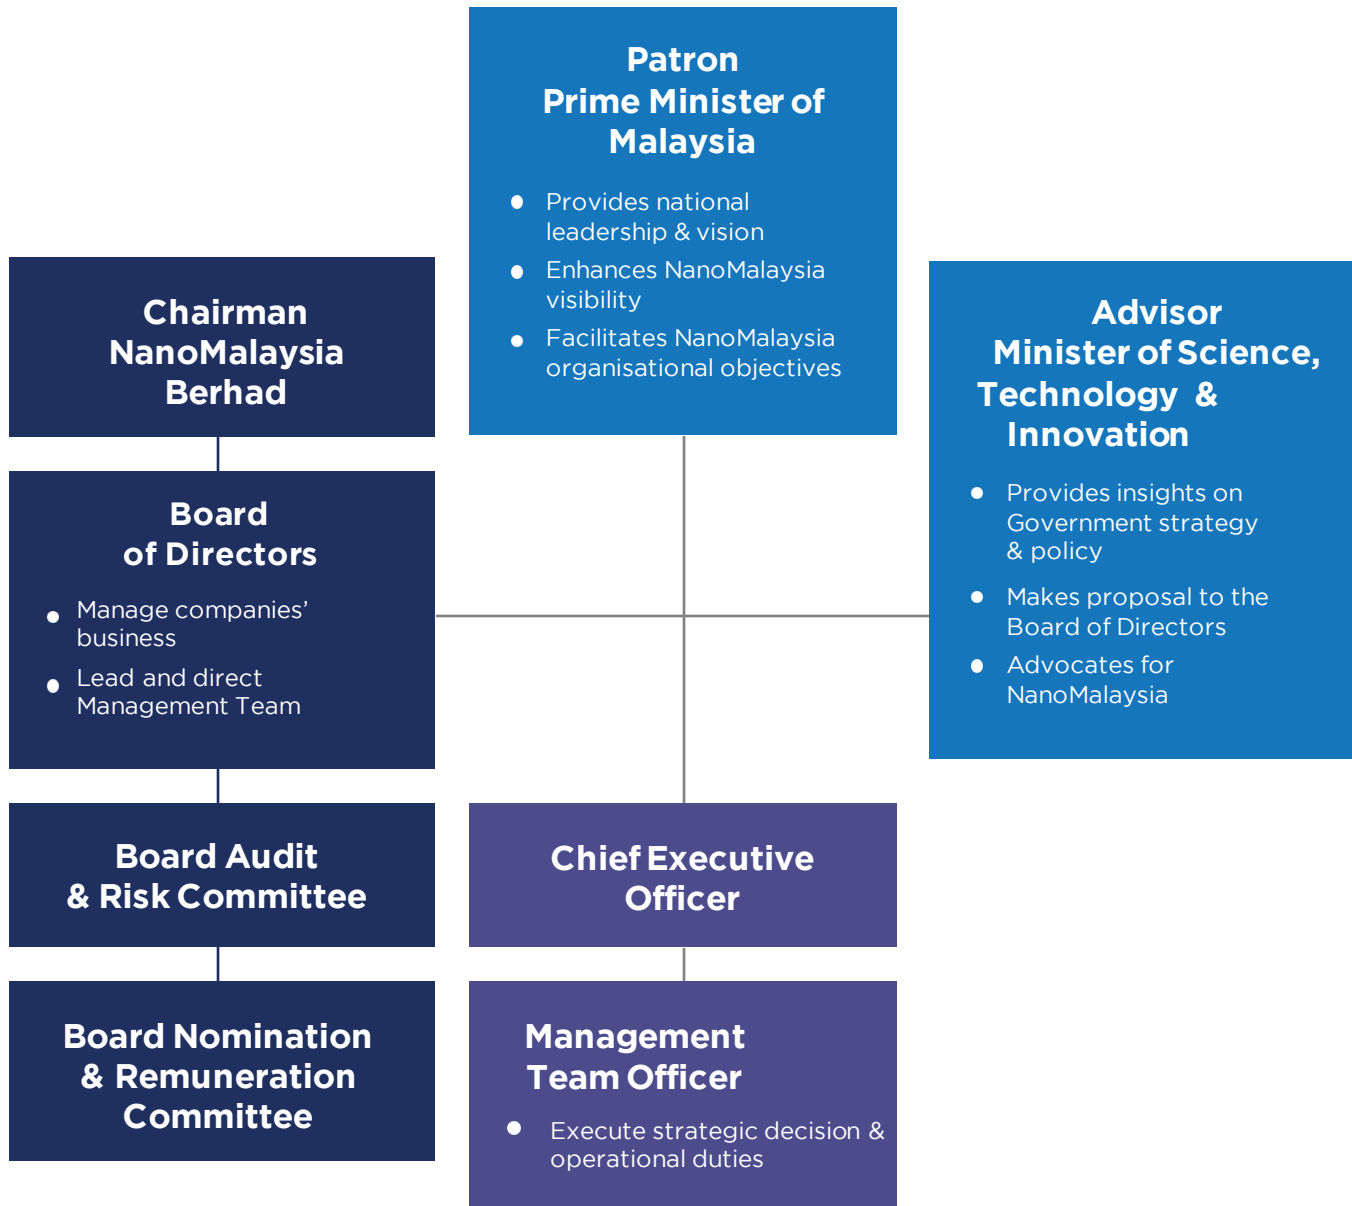 Patron
Prime Minister of
Malaysia
• Provides national
leadership & vision
• Enhances NanoMalaysia
visibility
• Facilitates NanoMalaysia
organisational objectives
Chairman
NanoMalaysia
Berhad
Advisor
Minister of Science,
Technology &
Innovation
• Provides insights on
Government strategy
& policy
• Makes proposal to the
Board of Directors
• Advocates for
NanoMalaysia
Board
of Directors
• Manage companies’
business
• Lead and direct
Management Team
Board Audit
& Risk Committee
Chief Executive
Officer
Board Nomination
& Remuneration
Committee
Management
Team Officer
• Execute strategic decision &
operational duties